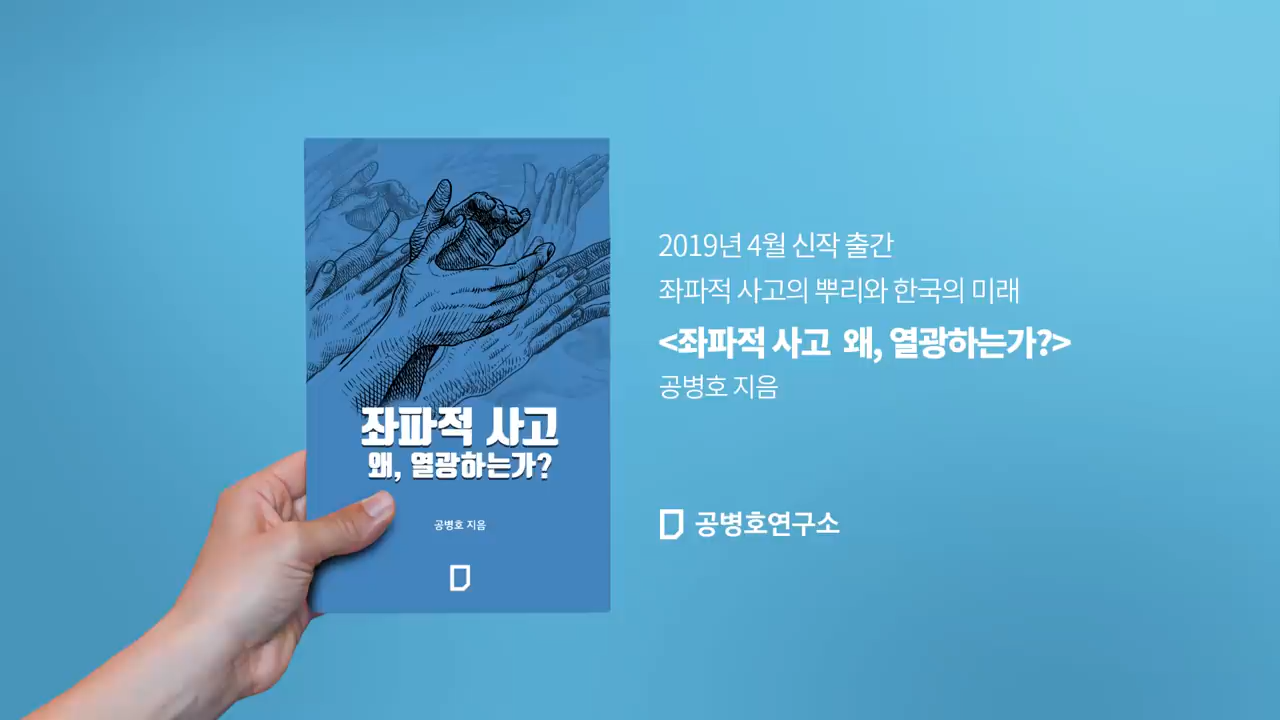 좌파적 사고
왜, 열광하는가?
공병호 지음
2019년 4월 신작 출간
좌파적 사고의 뿌리와 한국의 미래
<좌파적 사고  왜, 열광하는가?>
공병호 지음
공병호연구소